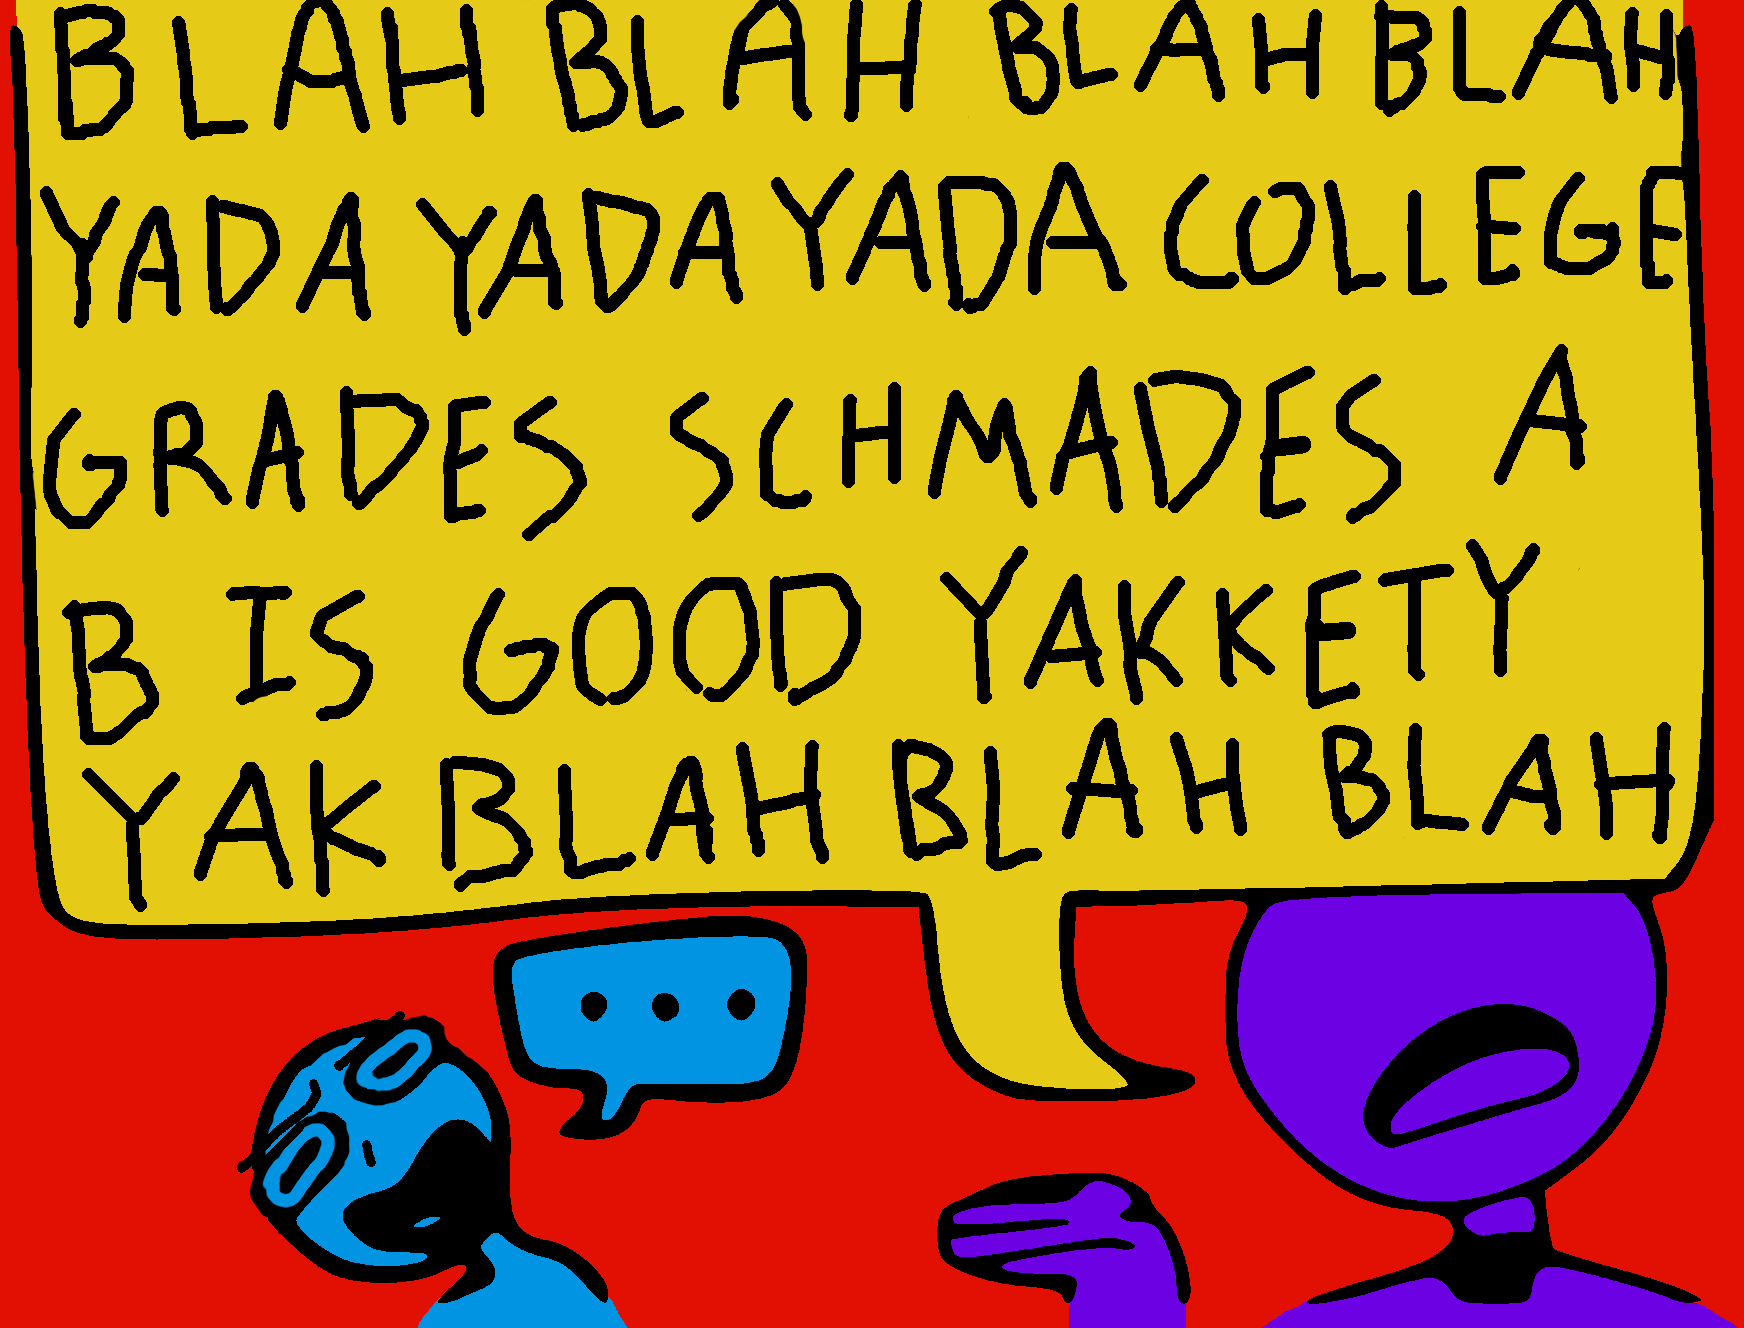 BLAH BLAH BLAH BLAH
YADA YADA YADA COLLEGE
GRADES SCHMADES A
B IS GOOD YAKKETY
YAK BLAH BLAH BLAH
...